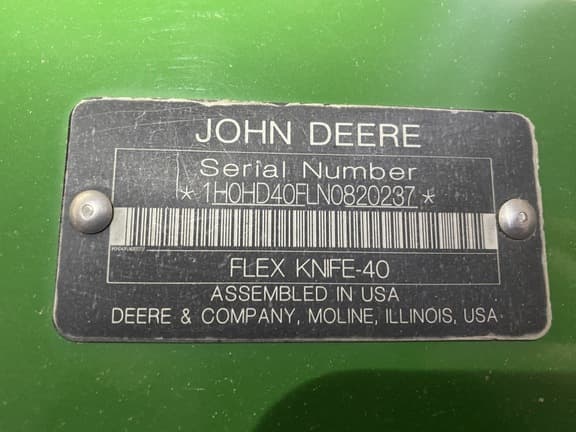 JOHN DEERE
Serial Number
*1H0HD40FLN0820237*
FLEX KNIFE-40
ASSEMBLED IN USA
DEERE & COMPANY, MOLINE, ILLINOIS, USA